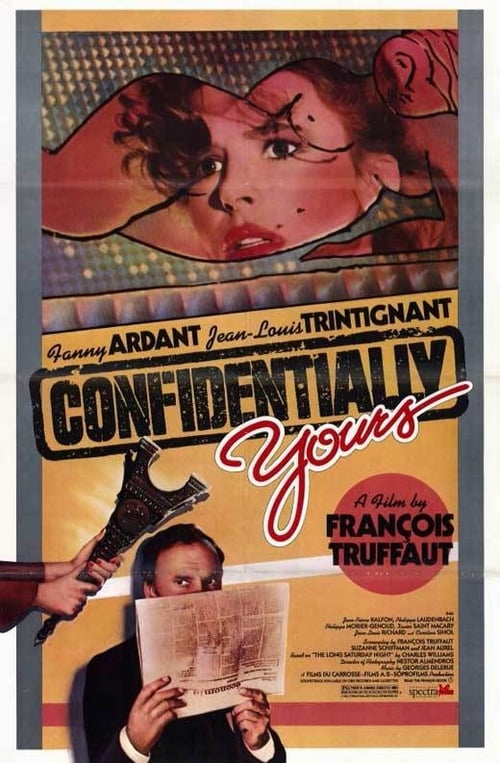 Fanny ARDANT Jean-Louis TRINTIGNANT
CONFIDENTIALLY
Yours
A Film by
FRANÇOIS
TRUFFAUT
Jean-Pierre KALFON, Philippe LAUDENBACH
Philippe MORIER-GENOUD, Xavier SAINT MACARY
Jean-Louis RICHARD and Caroline SIHOL
Screenplay by FRANÇOIS TRUFFAUT
SUZANNE SCHIFFMAN and JEAN AUREL
Based on "THE LONG SATURDAY NIGHT" by CHARLES WILLIAMS
Director of Photography NESTOR ALMENDROS
Music by GEORGES DELERUE
A FILMS DU CARROSSE-FILMS A 2-SOPROFILMS Production
spectra